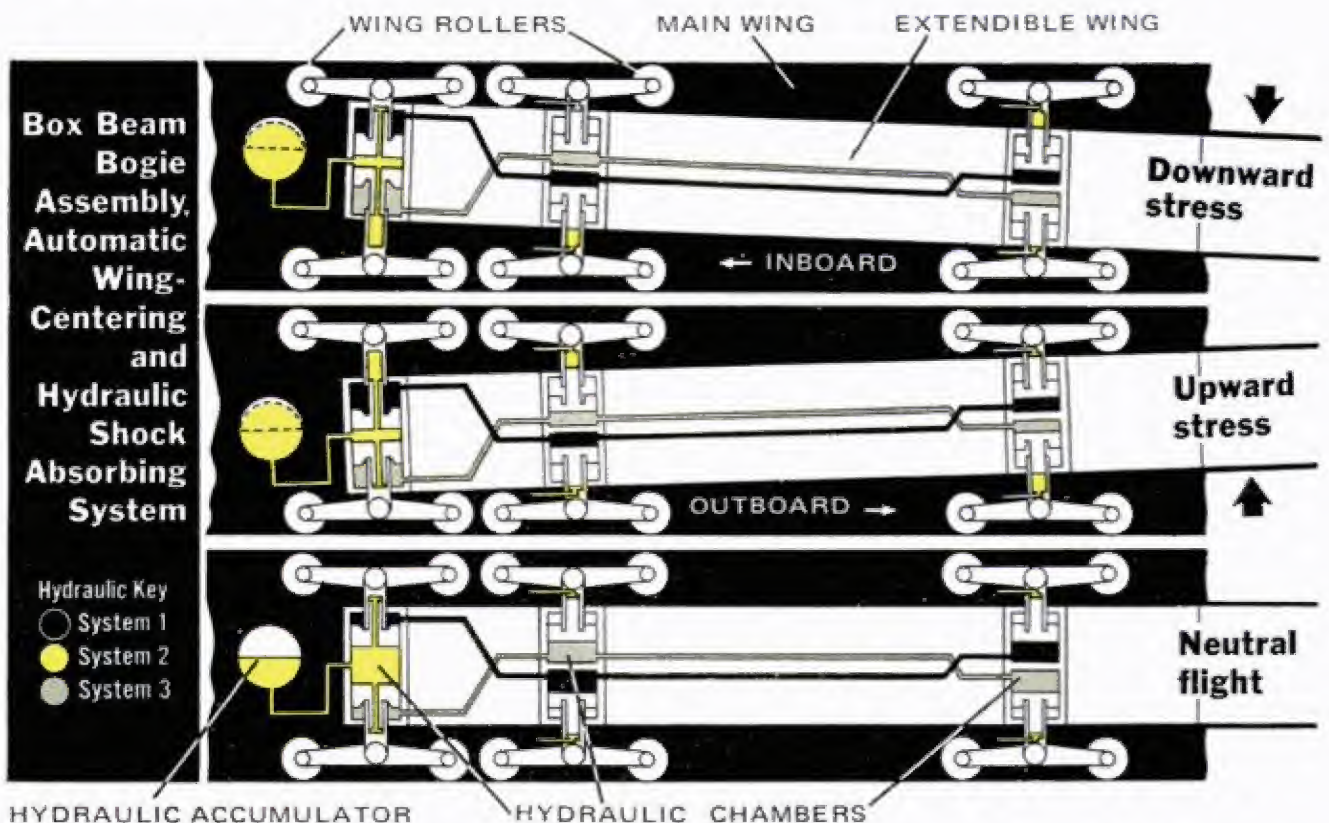 WING ROLLERS
MAIN WING
EXTENDIBLE WING
Box Beam
Bogie
Assembly,
Automatic
Wing-
Centering
and
Hydraulic
Shock
Absorbing
System
Hydraulic Key
System 1
System 2
System 3
Downward
stress
← INBOARD
Upward
stress
OUTBOARD →
Neutral
flight
HYDRAULIC ACCUMULATOR
HYDRAULIC CHAMBERS